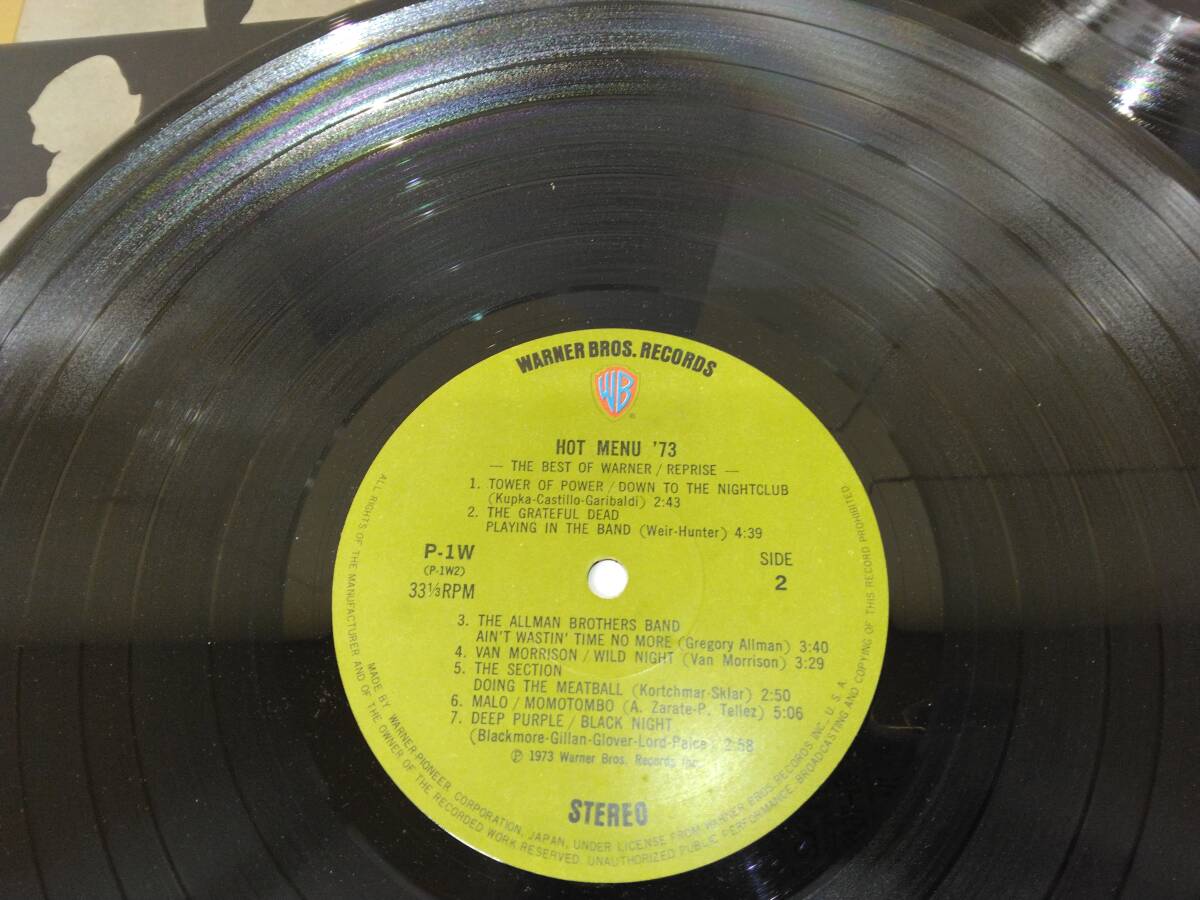 WARNER BROS. RECORDS
WB
®
HOT MENU '73
— THE BEST OF WARNER / REPRISE —
1. TOWER OF POWER / DOWN TO THE NIGHTCLUB
(Kupka-Castillo-Garibaldi) 2:43
2. THE GRATEFUL DEAD
PLAYING IN THE BAND (Weir-Hunter) 4:39
P-1W
(P-1W2)
33⅓RPM
SIDE
2
3. THE ALLMAN BROTHERS BAND
AIN'T WASTIN' TIME NO MORE (Gregory Allman) 3:40
4. VAN MORRISON / WILD NIGHT (Van Morrison) 3:29
5. THE SECTION
DOING THE MEATBALL (Kortchmar-Sklar) 2:50
6. MALO / MOMOTOMBO (A. Zarate-P. Tellez) 5:06
7. DEEP PURPLE / BLACK NIGHT
(Blackmore-Gillan-Glover-Lord-Paice) 2:58
℗ 1973 Warner Bros. Records Inc.
STEREO
MADE BY WARNER-PIONEER CORPORATION, JAPAN, UNDER LICENSE FROM WARNER BROS. RECORDS INC., U.S.A.
ALL RIGHTS OF THE MANUFACTURER AND OF THE OWNER OF THE RECORDED WORK RESERVED. UNAUTHORIZED PUBLIC PERFORMANCE, BROADCASTING AND COPYING OF THIS RECORD PROHIBITED